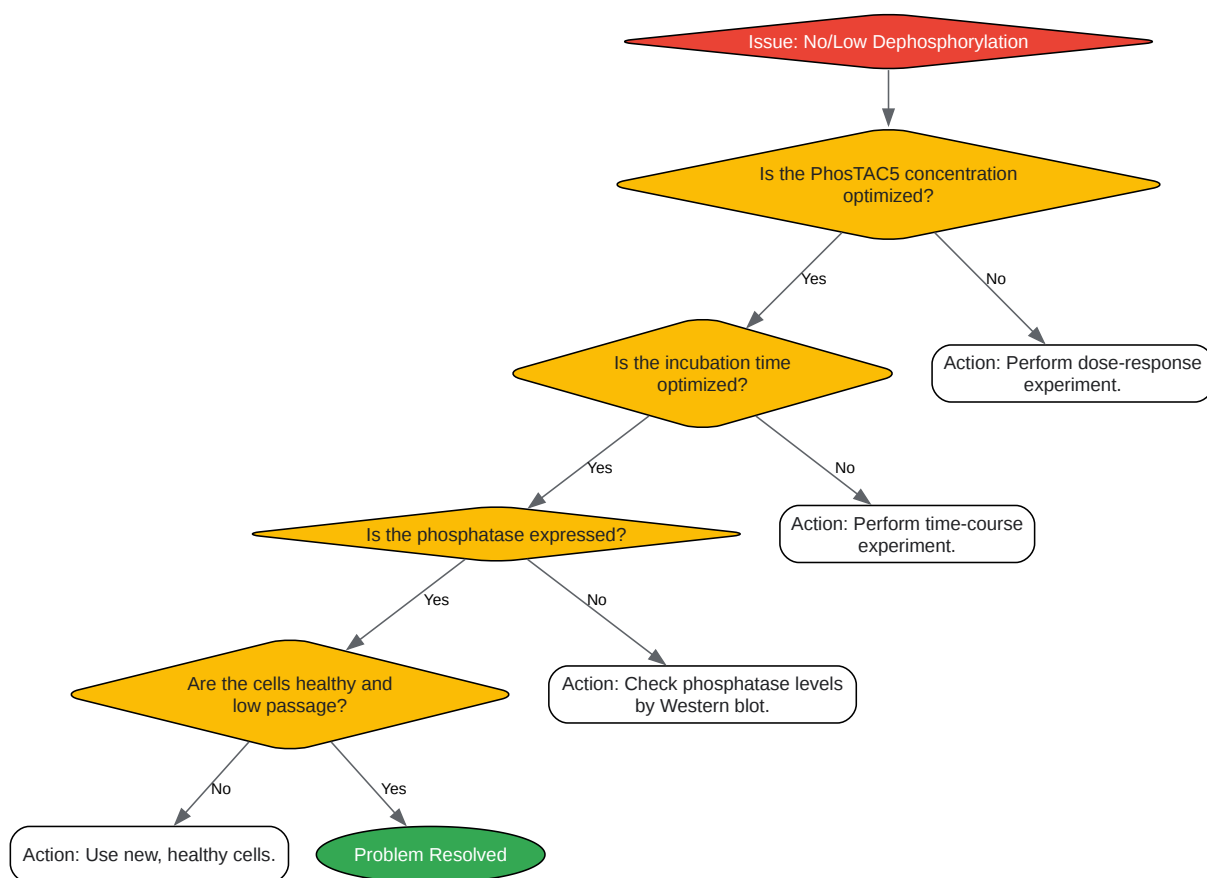 Issue: No/Low Dephosphorylation
Is the PhosTAC5 concentration
optimized?
Yes
No
Is the incubation time
optimized?
Action: Perform dose-response
experiment.
Yes
No
Is the phosphatase expressed?
Action: Perform time-course
experiment.
Yes
No
Are the cells healthy and
low passage?
Action: Check phosphatase levels
by Western blot.
No
Yes
Action: Use new, healthy cells.
Problem Resolved